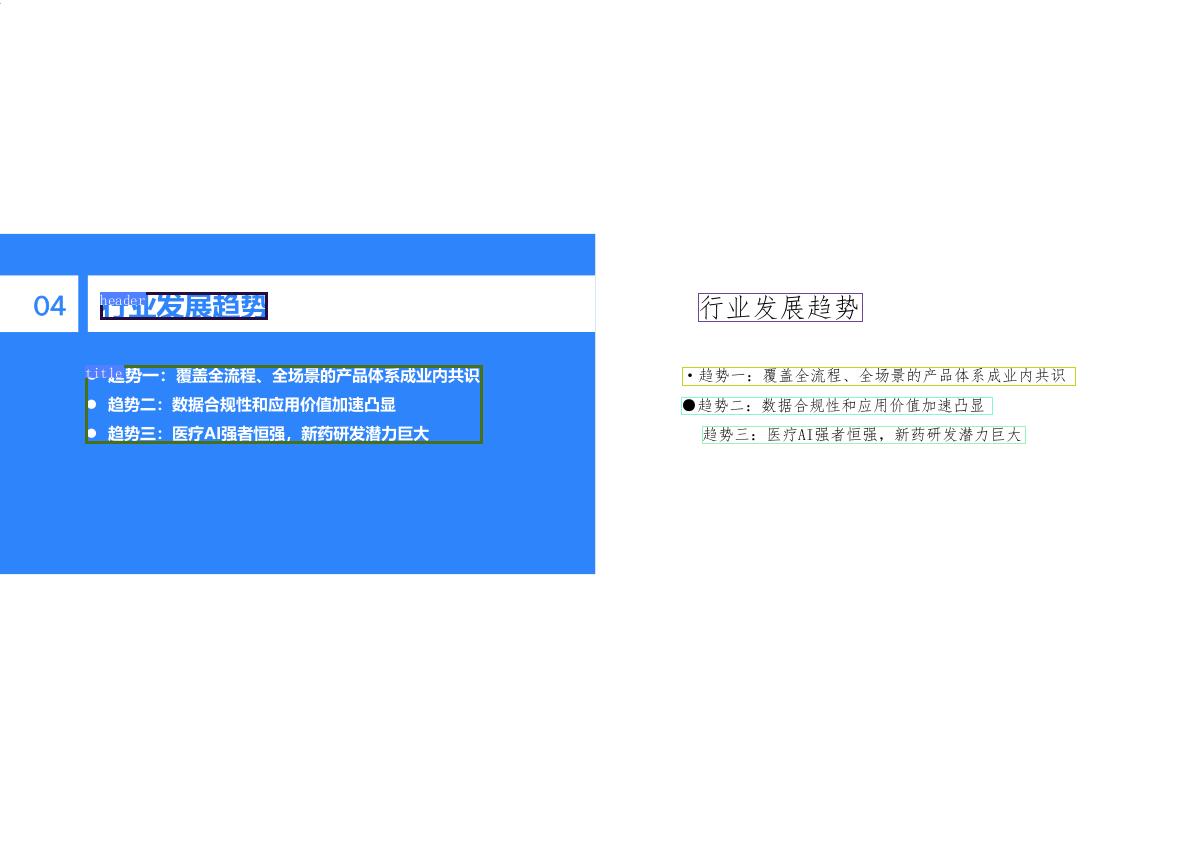 04
header
行业发展趋势
title
● 趋势一：覆盖全流程、全场景的产品体系成业内共识
● 趋势二：数据合规性和应用价值加速凸显
● 趋势三：医疗AI强者恒强，新药研发潜力巨大
行业发展趋势
·趋势一：覆盖全流程、全场景的产品体系成业内共识
●趋势二：数据合规性和应用价值加速凸显
趋势三：医疗AI强者恒强，新药研发潜力巨大